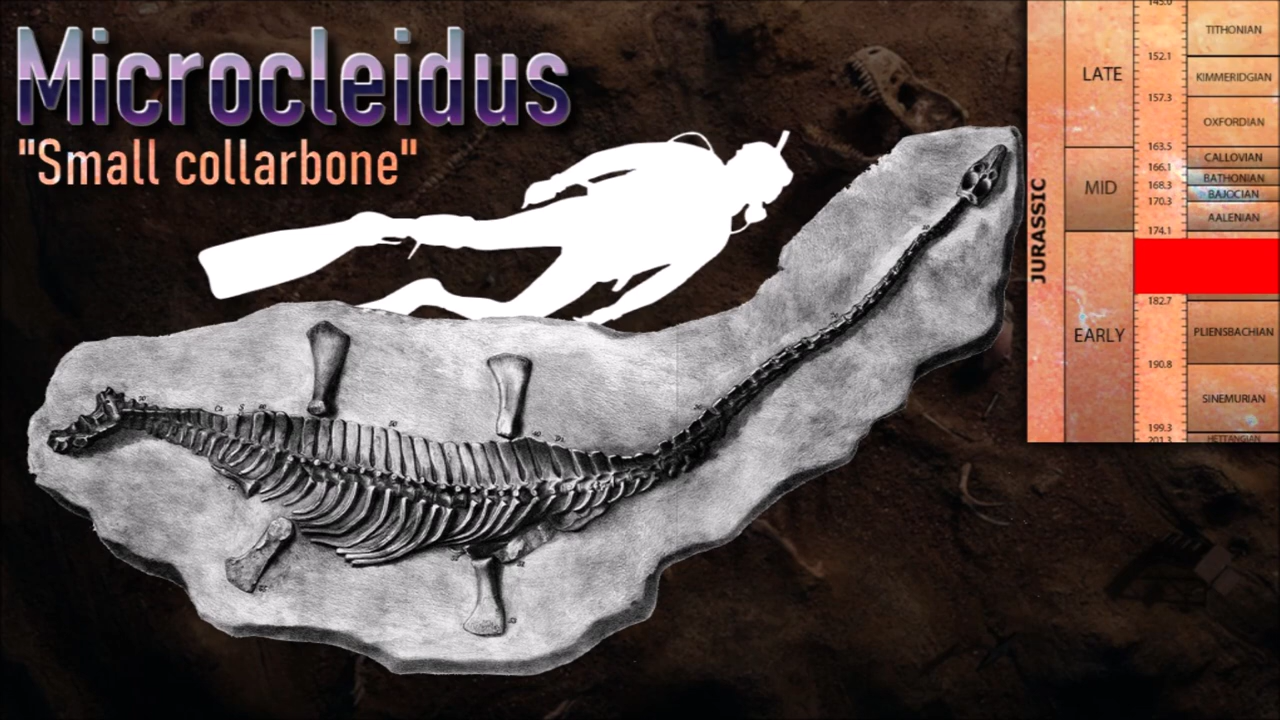 Microcleidus
"Small collarbone"
JURASSIC
LATE
MID
EARLY
145.0
152.1
157.3
163.5
166.1
168.3
170.3
174.1
182.7
190.8
199.3
201.3
TITHONIAN
KIMMERIDGIAN
OXFORDIAN
CALLOVIAN
BATHONIAN
BAJOCIAN
AALENIAN
PLIENSBACHIAN
SINEMURIAN
HETTANGIAN